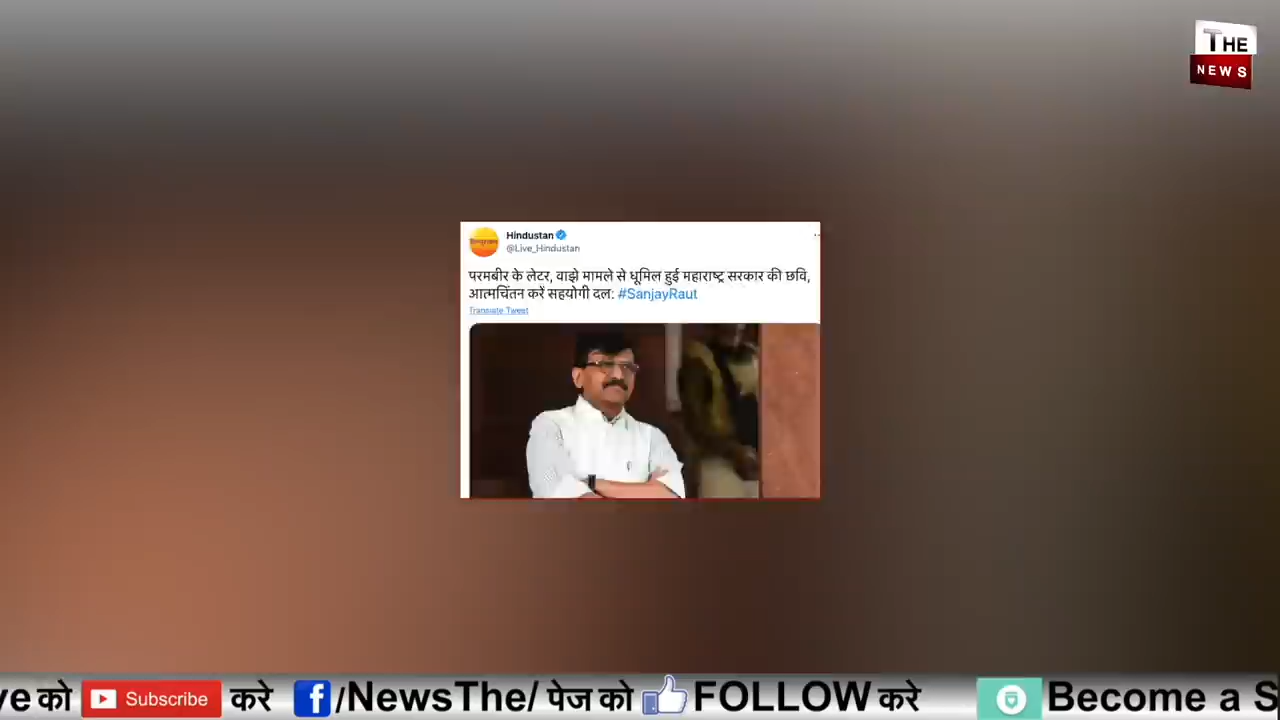 THE
NEWS
Hindustan
@Live_Hindustan
परमबीर के लेटर, वाझे मामले से धूमिल हुई महाराष्ट्र सरकार की छवि,
आत्मचिंतन करें सहयोगी दल: #SanjayRaut
Translate Tweet
ve को Subscribe करे f/NewsThe/ पेज को FOLLOW करे Become a S